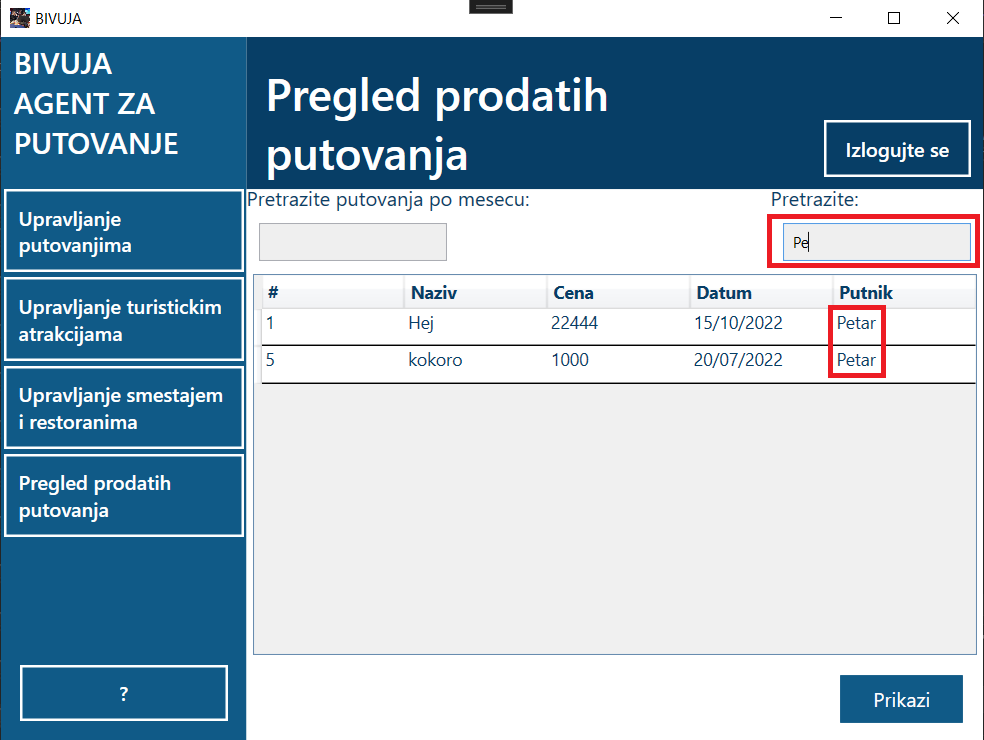 BIVUJA
BIVUJA
AGENT ZA
PUTOVANJE
Pregled prodatih
putovanja
Izlogujte se
Upravljanje
putovanjima
Upravljanje turistickim
atrakcijama
Upravljanje smestajem
i restoranima
Pregled prodatih
putovanja
?
Pretrazite putovanja po mesecu:
Pretrazite:
Pe
# Naziv Cena Datum Putnik
1 Hej 22444 15/10/2022 Petar
5 kokoro 1000 20/07/2022 Petar
Prikazi